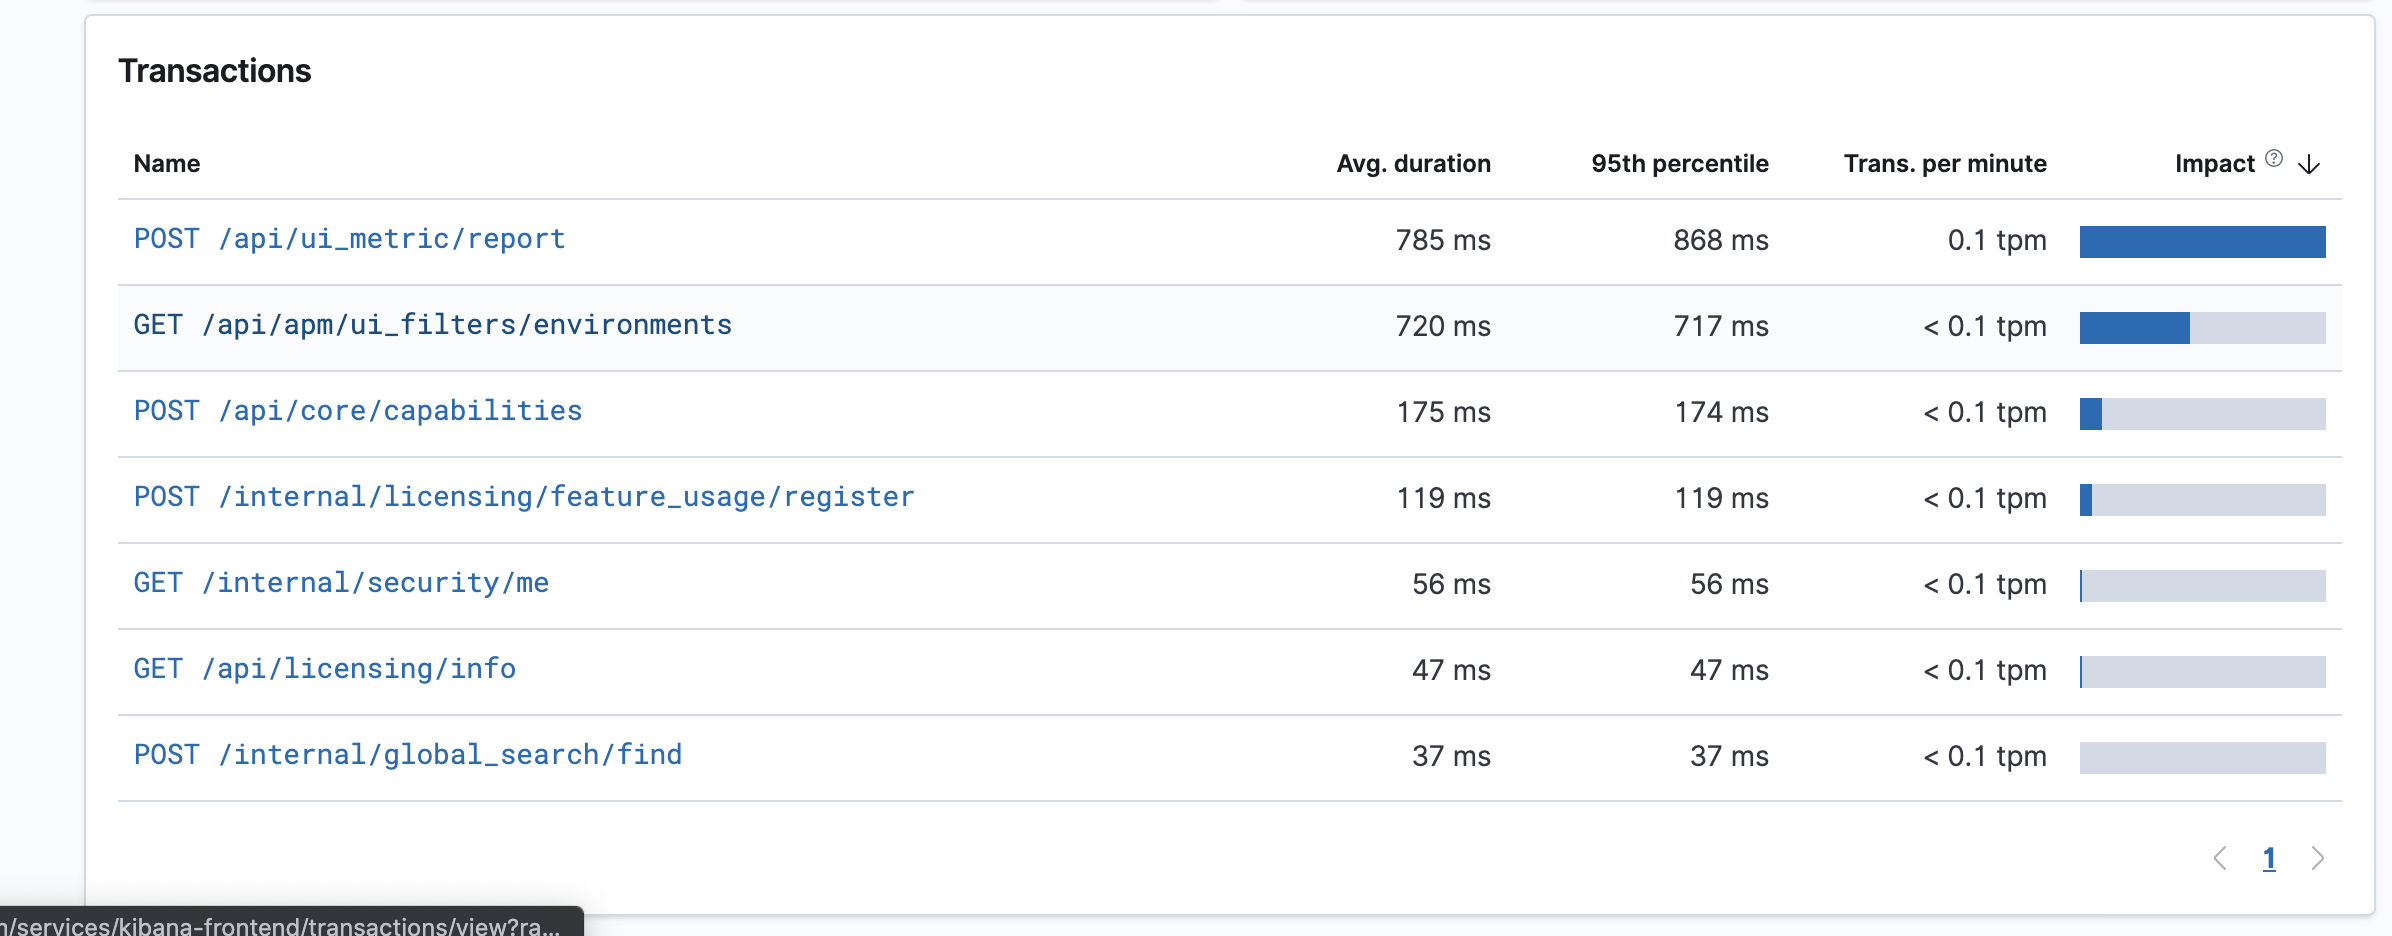 Transactions
Name Avg. duration 95th percentile Trans. per minute Impact
POST /api/ui_metric/report 785 ms 868 ms 0.1 tpm
GET /api/apm/ui_filters/environments 720 ms 717 ms < 0.1 tpm
POST /api/core/capabilities 175 ms 174 ms < 0.1 tpm
POST /internal/licensing/feature_usage/register 119 ms 119 ms < 0.1 tpm
GET /internal/security/me 56 ms 56 ms < 0.1 tpm
GET /api/licensing/info 47 ms 47 ms < 0.1 tpm
POST /internal/global_search/find 37 ms 37 ms < 0.1 tpm
1
/services/kibana-frontend/transactions/view?ra...